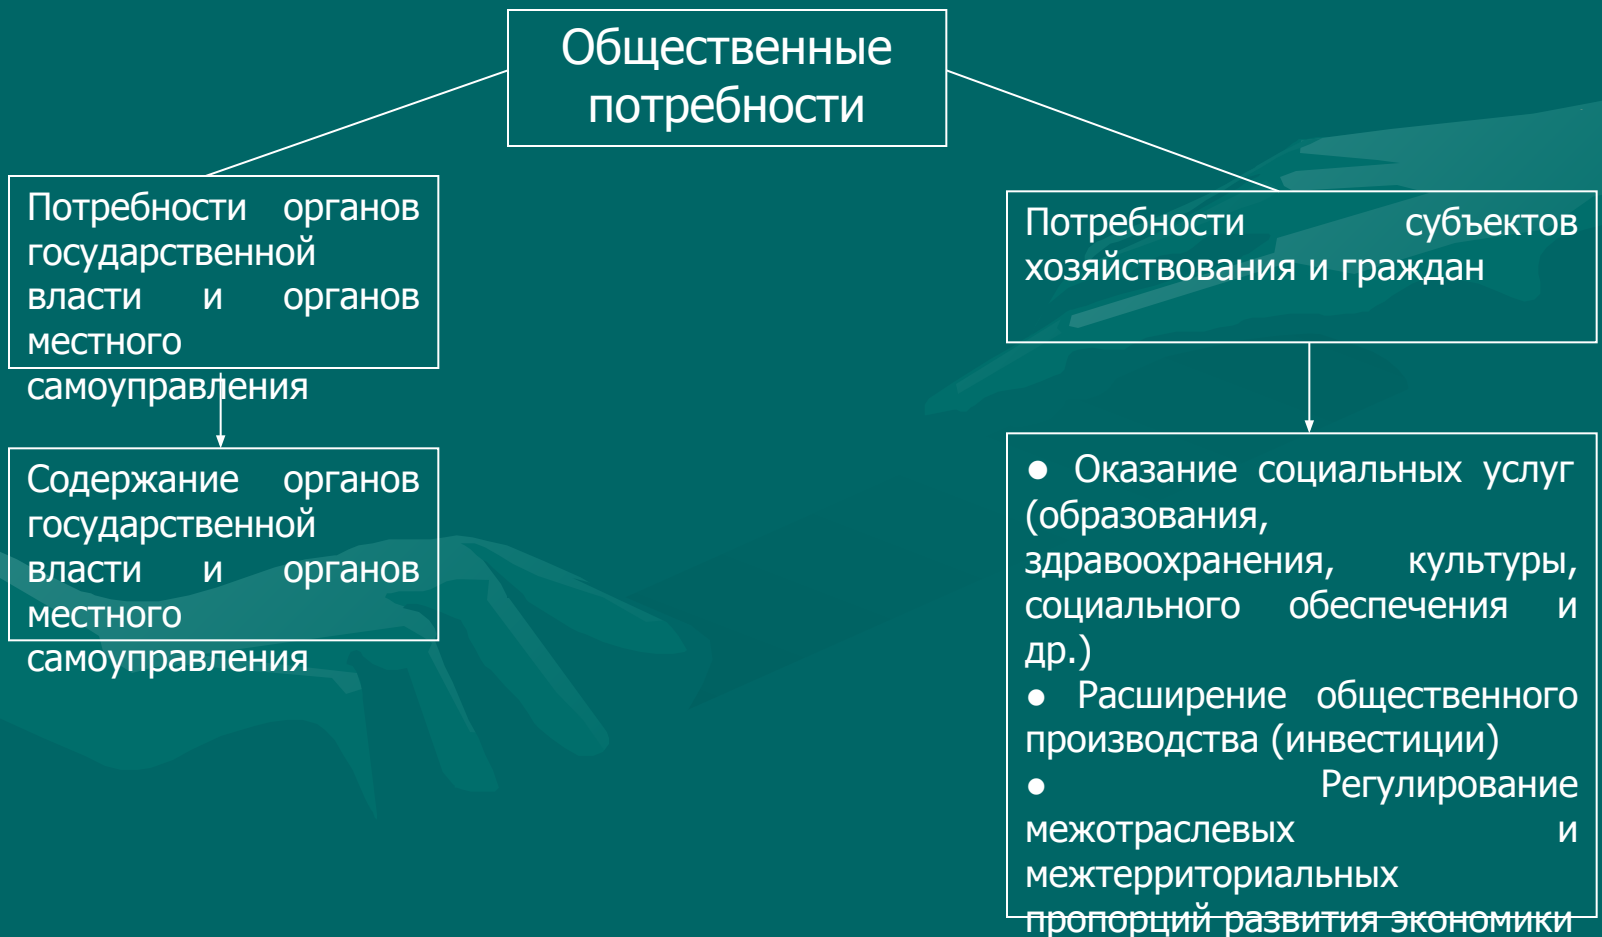 Общественные
потребности
Потребности органов
государственной
власти и органов
местного
самоуправления
Содержание органов
государственной
власти и органов
местного
самоуправления
Потребности субъектов
хозяйствования и граждан
● Оказание социальных услуг
(образования,
здравоохранения, культуры,
социального обеспечения и
др.)
● Расширение общественного
производства (инвестиции)
● Регулирование
межотраслевых и
межтерриториальных
пропорций развития экономики